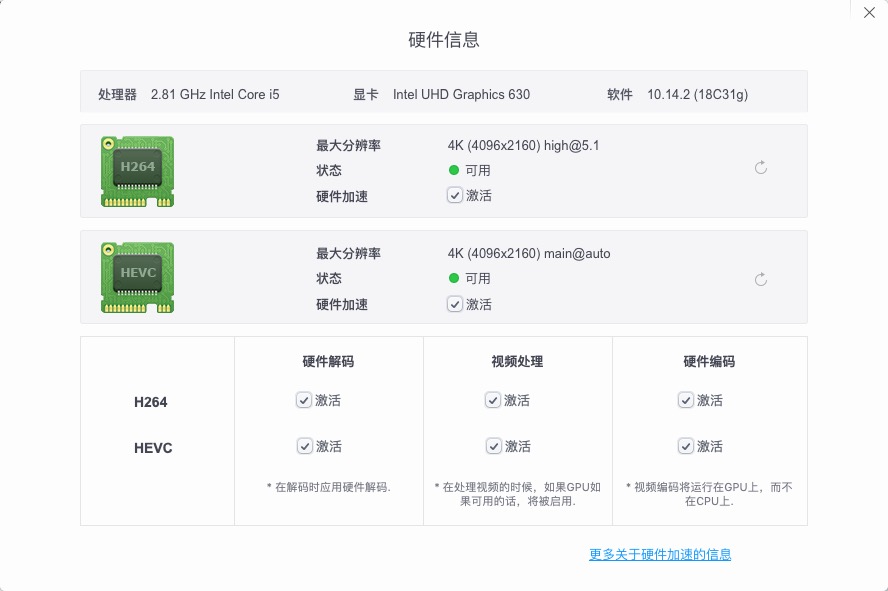 硬件信息
处理器 2.81 GHz Intel Core i5 显卡 Intel UHD Graphics 630 软件 10.14.2 (18C31g)
H264
最大分辨率 4K (4096x2160) high@5.1
状态 可用
硬件加速 激活
HEVC
最大分辨率 4K (4096x2160) main@auto
状态 可用
硬件加速 激活
硬件解码 视频处理 硬件编码
H264 激活 激活 激活
HEVC 激活 激活 激活
* 在解码时应用硬件解码.
* 在处理视频的时候，如果GPU如
果可用的话，将被启用.
* 视频编码将运行在GPU上，而不
在CPU上.
更多关于硬件加速的信息